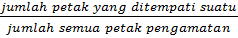 jumlah petak yang ditempati suatu
jumlah semua petak pengamatan